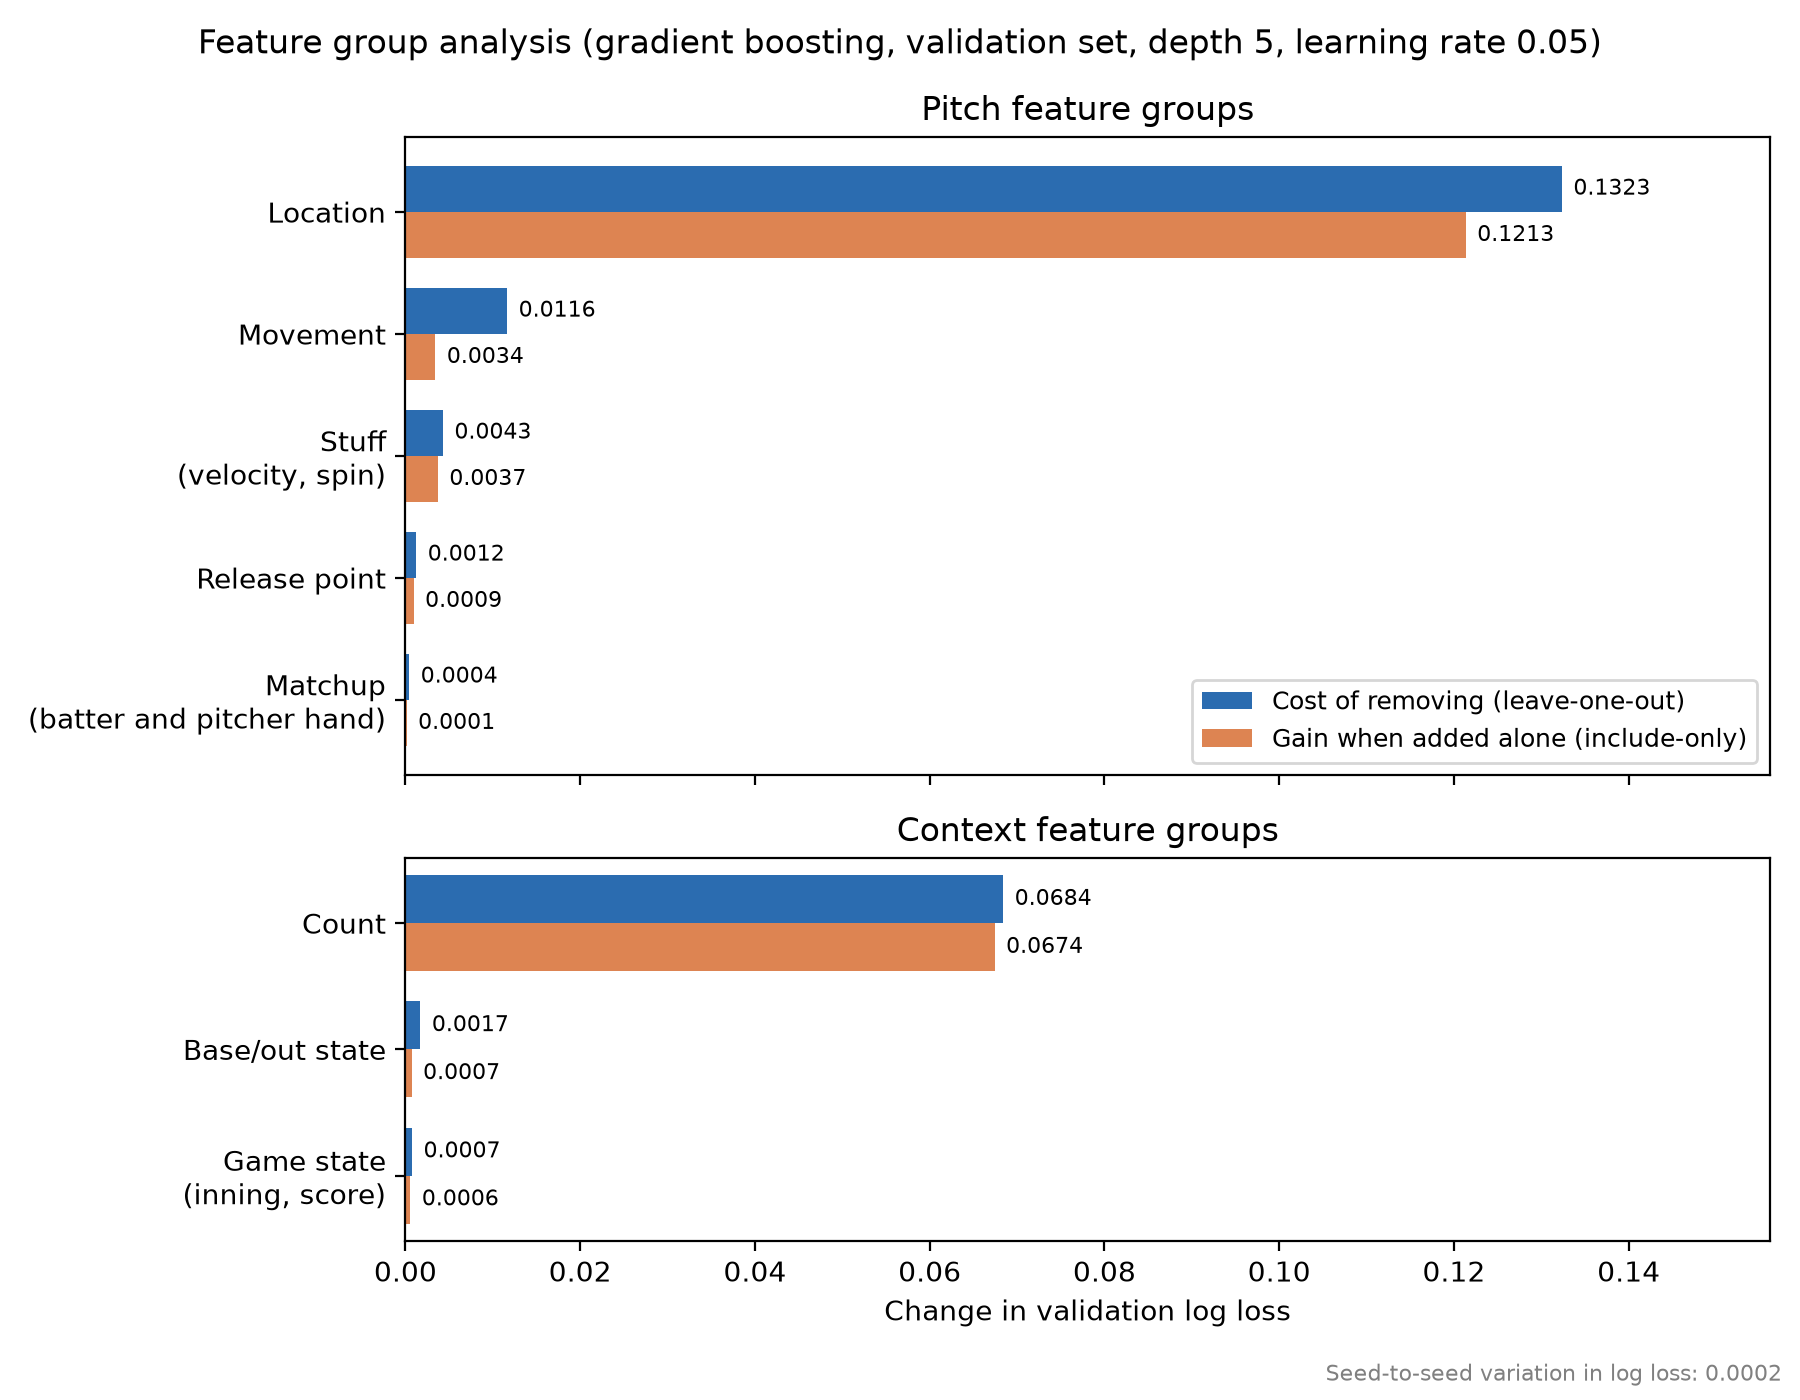 Feature group analysis (gradient boosting, validation set, depth 5, learning rate 0.05)
Pitch feature groups
Location
0.1323
0.1213
Movement
0.0116
0.0034
Stuff
(velocity, spin)
0.0043
0.0037
Release point
0.0012
0.0009
Matchup
(batter and pitcher hand)
0.0004
0.0001
Cost of removing (leave-one-out)
Gain when added alone (include-only)
Context feature groups
Count
0.0684
0.0674
Base/out state
0.0017
0.0007
Game state
(inning, score)
0.0007
0.0006
0.00 0.02 0.04 0.06 0.08 0.10 0.12 0.14
Change in validation log loss
Seed-to-seed variation in log loss: 0.0002